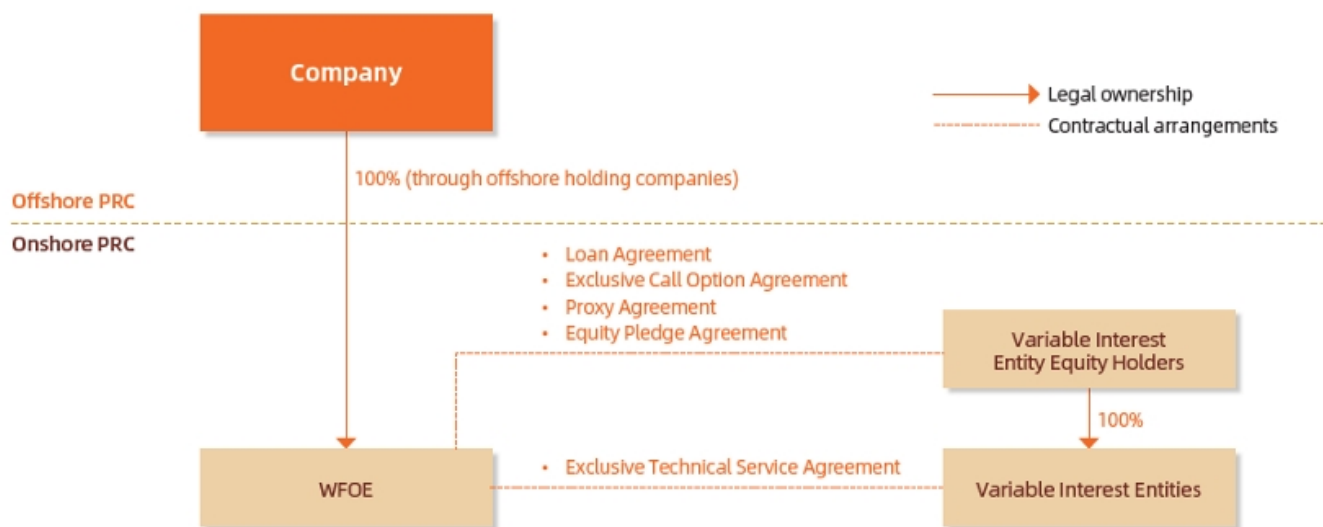 Company
Legal ownership
Contractual arrangements
100% (through offshore holding companies)
Offshore PRC
Onshore PRC
• Loan Agreement
• Exclusive Call Option Agreement
• Proxy Agreement
• Equity Pledge Agreement
Variable Interest
Entity Equity Holders
100%
• Exclusive Technical Service Agreement
WFOE
Variable Interest Entities